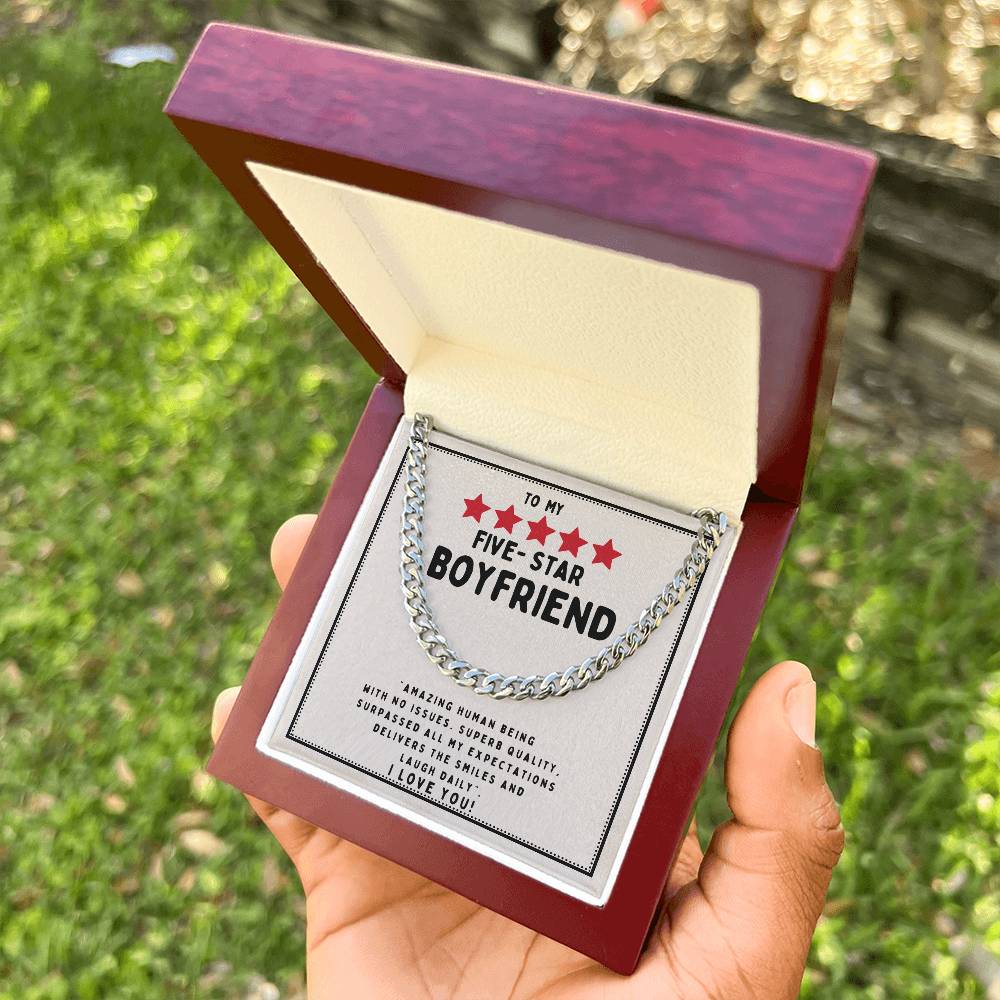 TO MY
FIVE- STAR
BOYFRIEND
"AMAZING HUMAN BEING
WITH NO ISSUES. SUPERB QUALITY,
SURPASSED ALL MY EXPECTATIONS
DELIVERS THE SMILES AND
LAUGH DAILY".
I LOVE YOU!